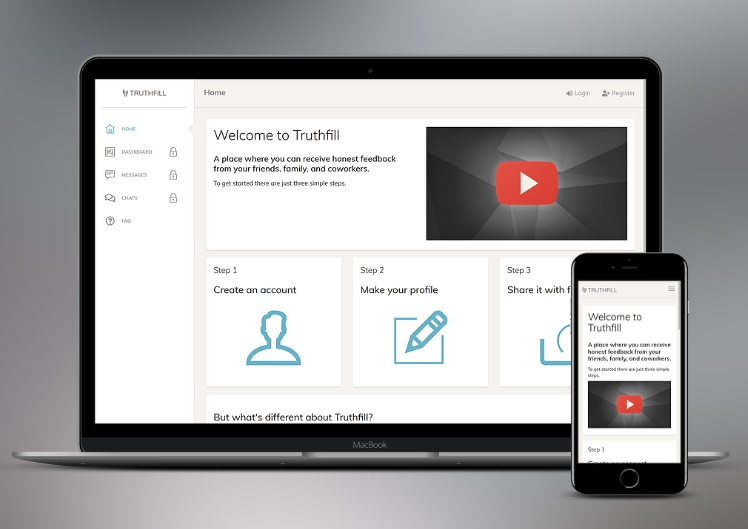 TRUTHFILL
Home
Login
Register
HOME
DASHBOARD
MESSAGES
CHATS
FAQ
Welcome to Truthfill
A place where you can receive honest feedback
from your friends, family, and coworkers.
To get started there are just three simple steps.
Step 1
Create an account
Step 2
Make your profile
Step 3
Share it with f
But what's different about Truthfill?
MacBook
TRUTHFILL
Welcome to
Truthfill
A place where you can receive
honest feedback from your
friends, family, and coworkers.
To get started there are just three simple
steps.
Step 1
Create an account